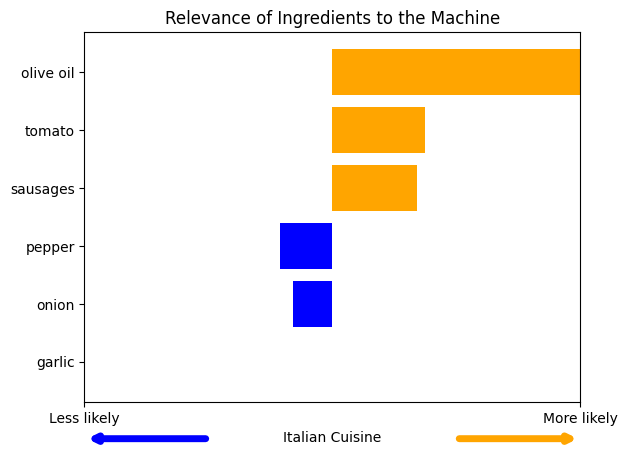 Relevance of Ingredients to the Machine
olive oil
tomato
sausages
pepper
onion
garlic
Less likely
More likely
Italian Cuisine